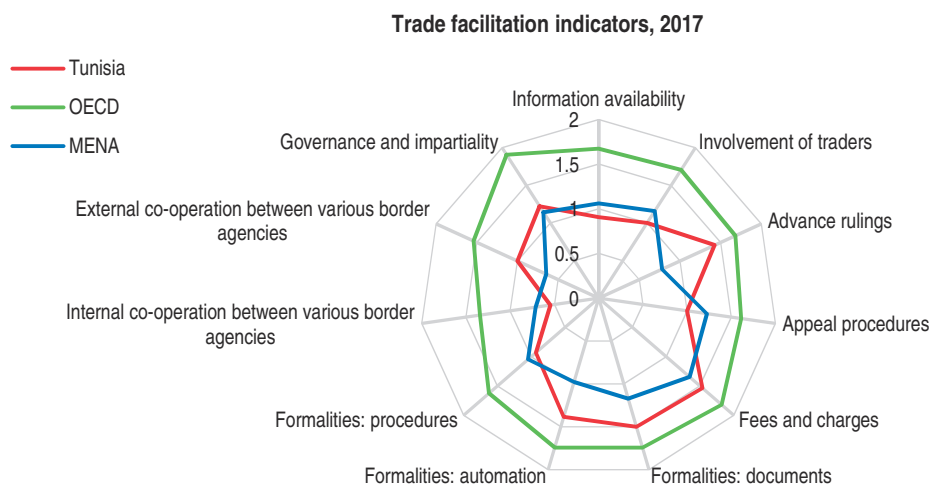 Trade facilitation indicators, 2017
Tunisia
OECD
MENA
Information availability
2
Governance and impartiality
Involvement of traders
1.5
External co-operation between various border
agencies
1
Advance rulings
0.5
0
Internal co-operation between various border
agencies
Appeal procedures
Formalities: procedures
Fees and charges
Formalities: automation
Formalities: documents